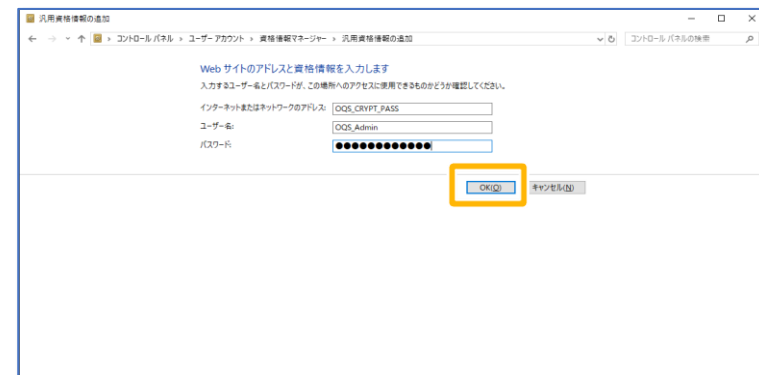 汎用資格情報の追加
コントロール パネル > ユーザー アカウント > 資格情報マネージャー > 汎用資格情報の追加
コントロール パネルの検索
Web サイトのアドレスと資格情報を入力します
入力するユーザー名とパスワードが、この場所へのアクセスに使用できるものかどうか確認してください。
インターネットまたはネットワークのアドレス: OQS_CRYPT_PASS
ユーザー名: OQS_Admin
パスワード: ●●●●●●●●●●●●
OK(O) キャンセル(N)